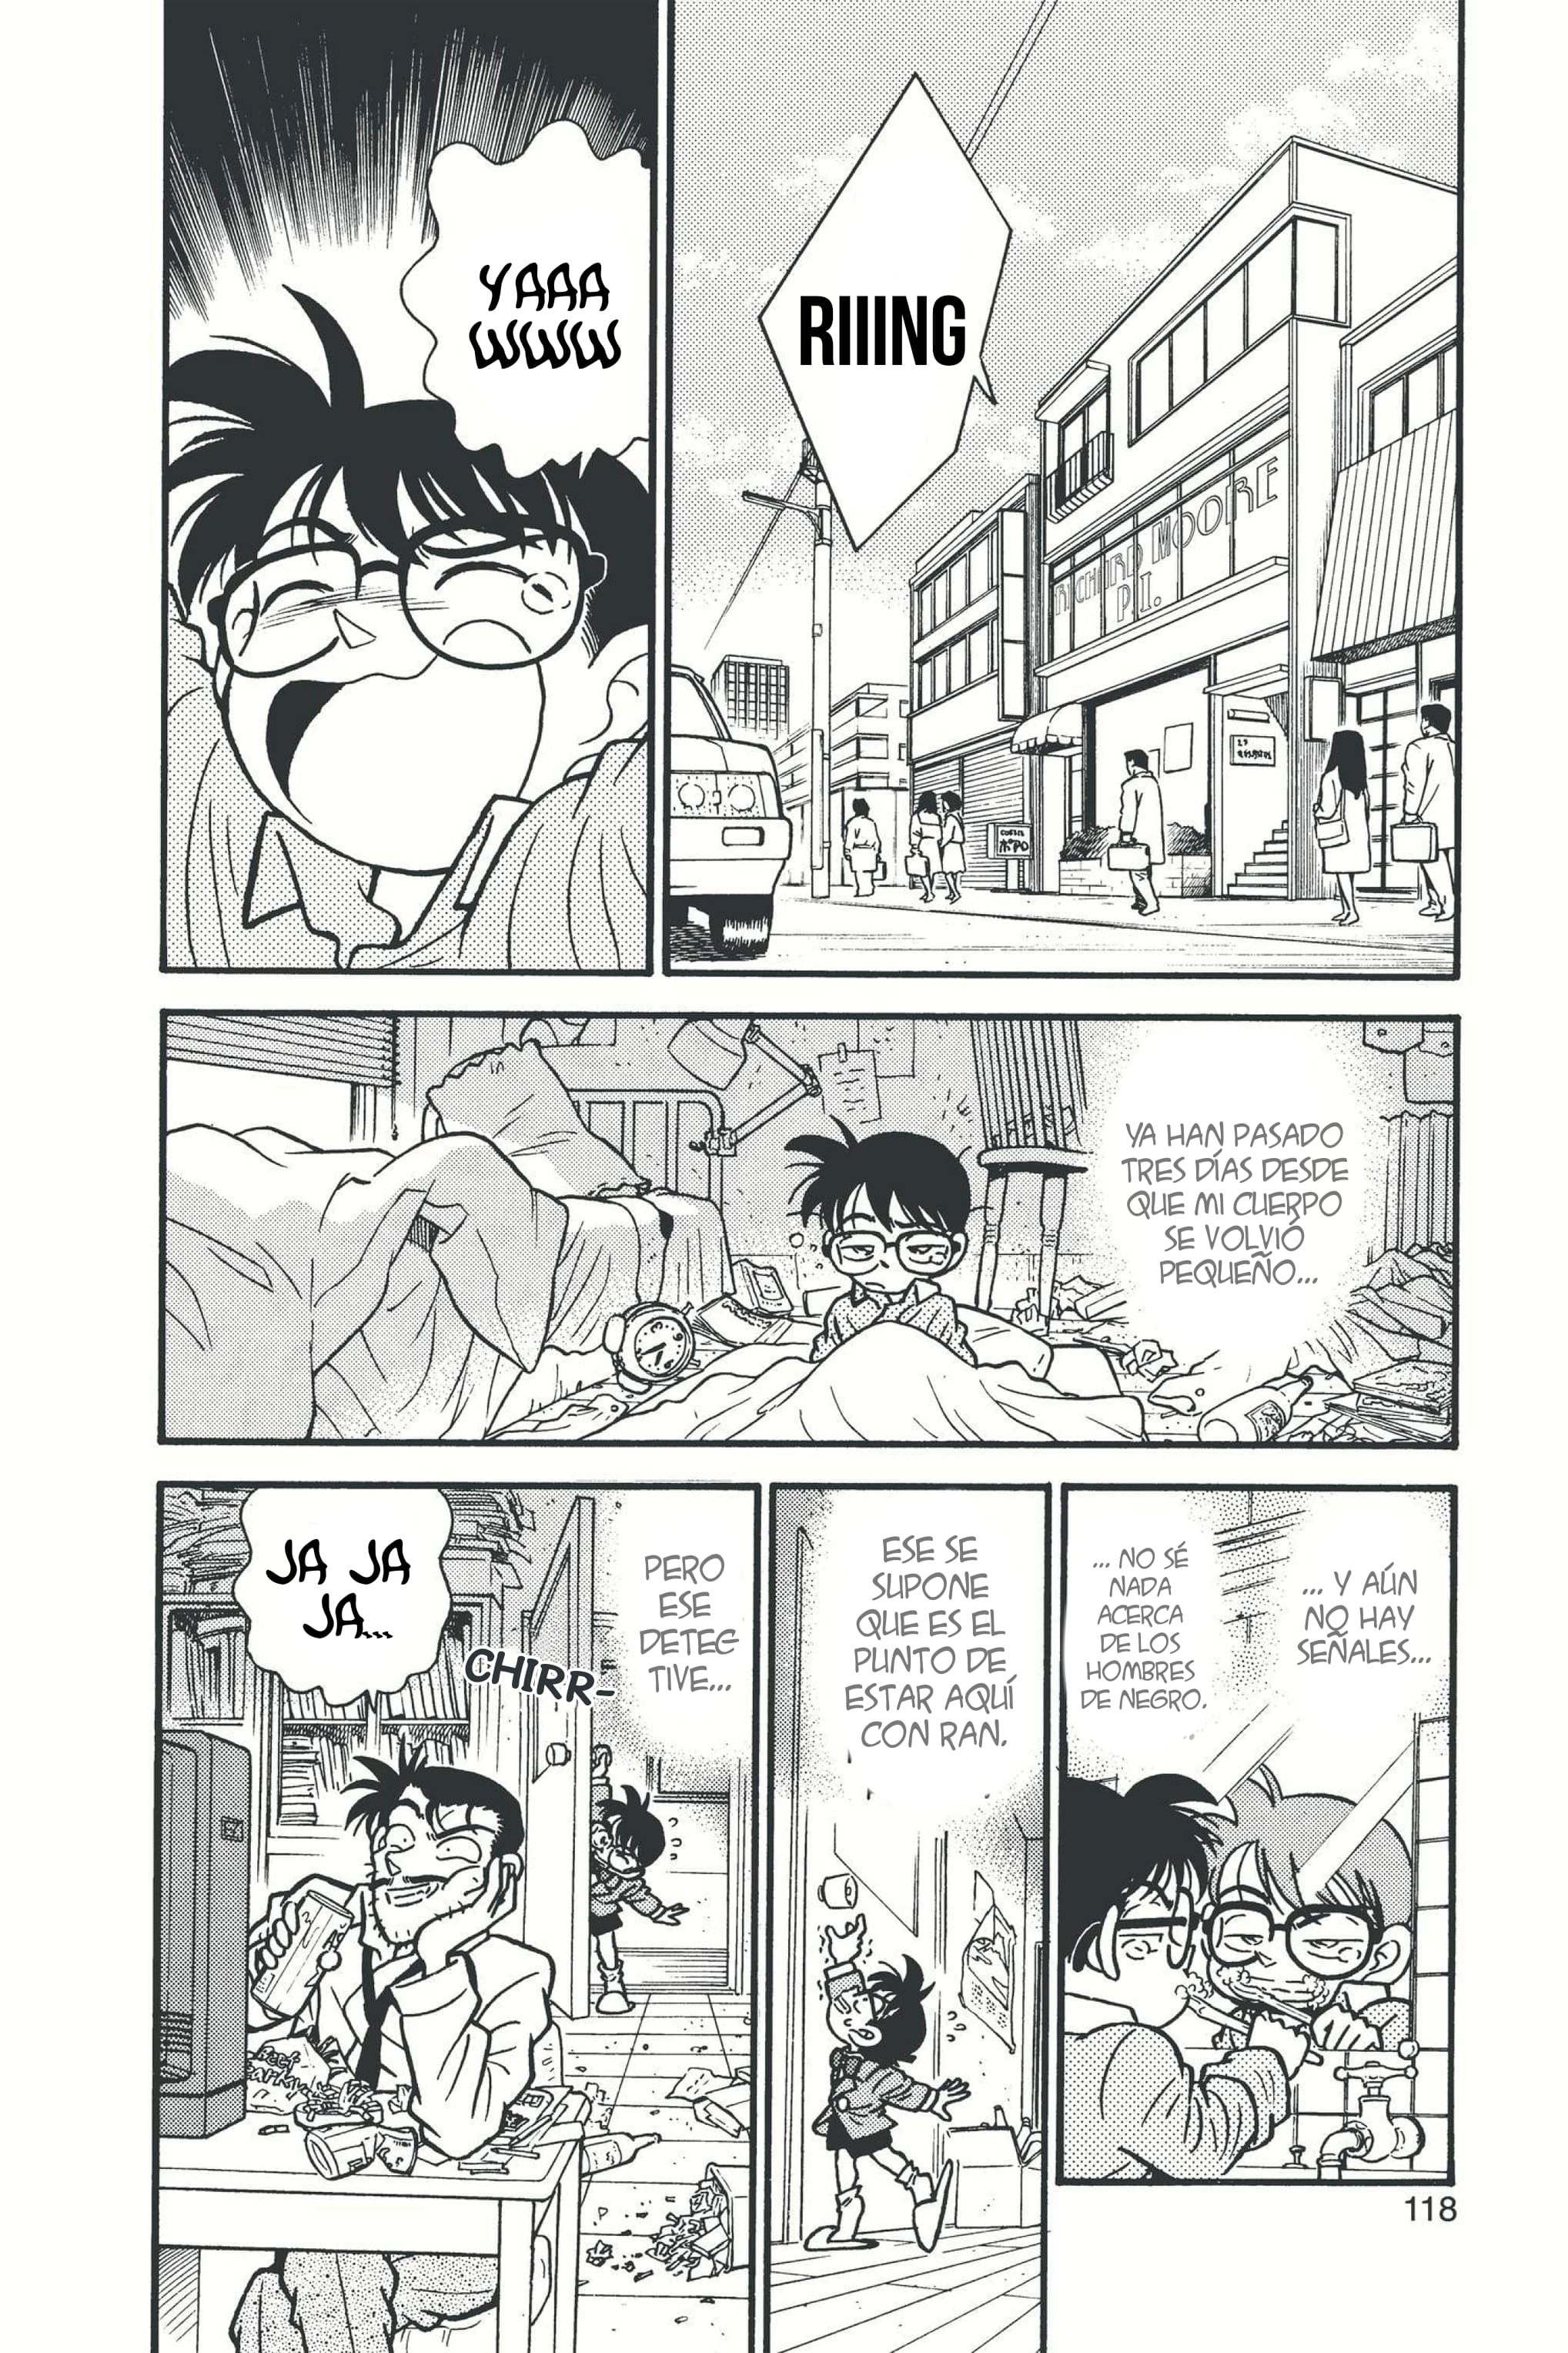 RIIING
RICHARD MOORE
P.I.
YAAA
WWW
YA HAN PASADO
TRES DÍAS DESDE
QUE MI CUERPO
SE VOLVIÓ
PEQUEÑO...
... Y AÚN
NO HAY
SEÑALES...
... NO SÉ
NADA
ACERCA
DE LOS
HOMBRES
DE NEGRO.
ESE SE
SUPONE
QUE ES EL
PUNTO DE
ESTAR AQUÍ
CON RAN.
PERO
ESE
DETEC-
TIVE...
CHIRR-
JA JA
JA...
118